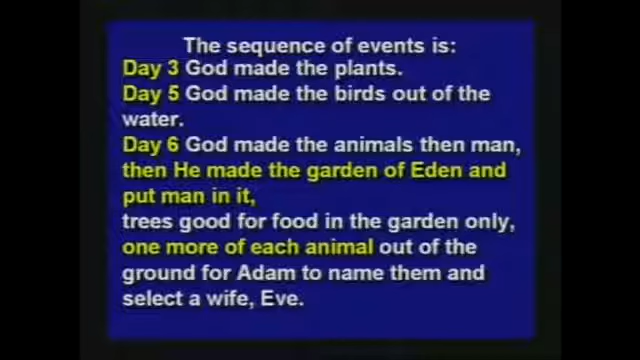 The sequence of events is:
Day 3 God made the plants.
Day 5 God made the birds out of the
water.
Day 6 God made the animals then man,
then He made the garden of Eden and
put man in it,
trees good for food in the garden only,
one more of each animal out of the
ground for Adam to name them and
select a wife, Eve.